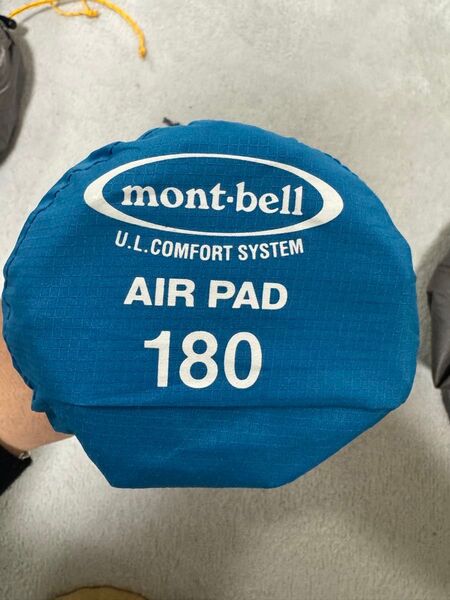 mont-bell
U.L.COMFORT SYSTEM
AIR PAD
180